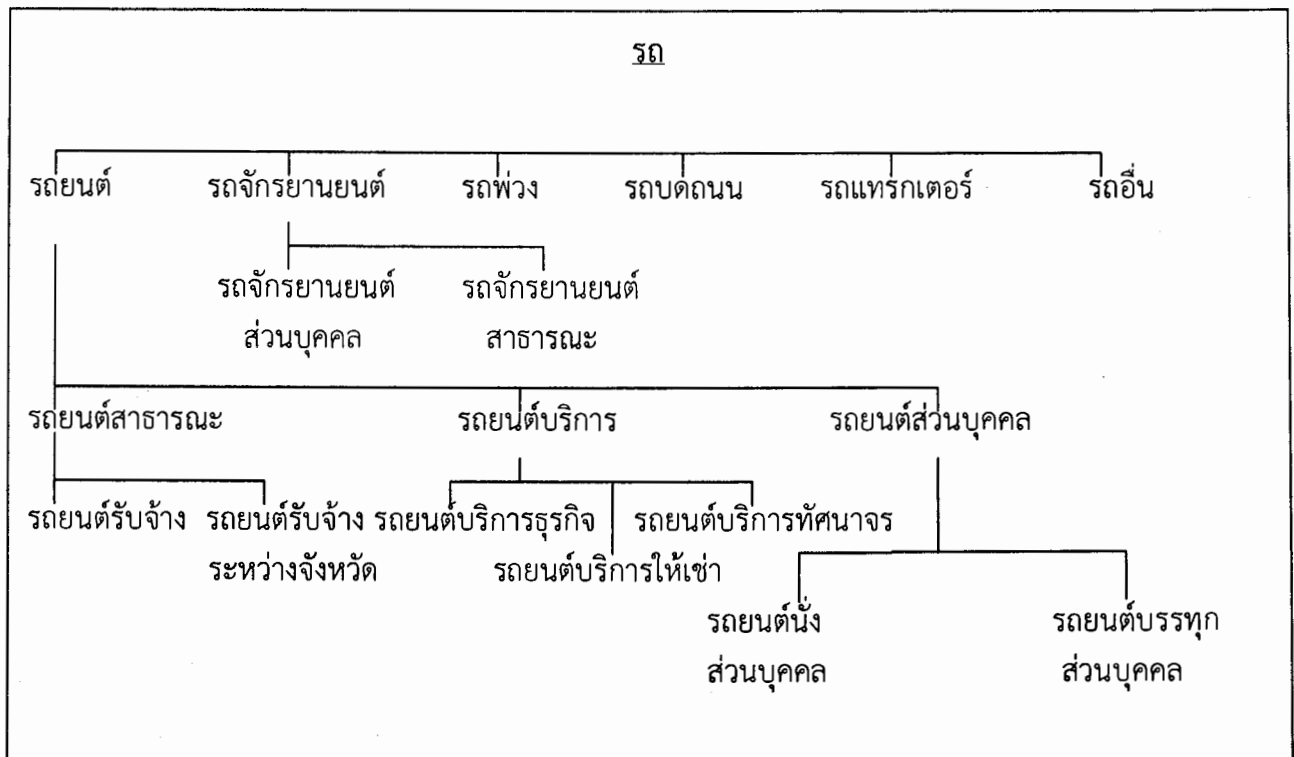 รถ
รถยนต์ รถจักรยานยนต์ รถพ่วง รถบดถนน รถแทรกเตอร์ รถอื่น
รถจักรยานยนต์ รถจักรยานยนต์
ส่วนบุคคล สาธารณะ
รถยนต์สาธารณะ รถยนต์บริการ รถยนต์ส่วนบุคคล
รถยนต์รับจ้าง รถยนต์รับจ้าง รถยนต์บริการธุรกิจ รถยนต์บริการทัศนาจร
ระหว่างจังหวัด รถยนต์บริการให้เช่า
รถยนต์นั่ง รถยนต์บรรทุก
ส่วนบุคคล ส่วนบุคคล